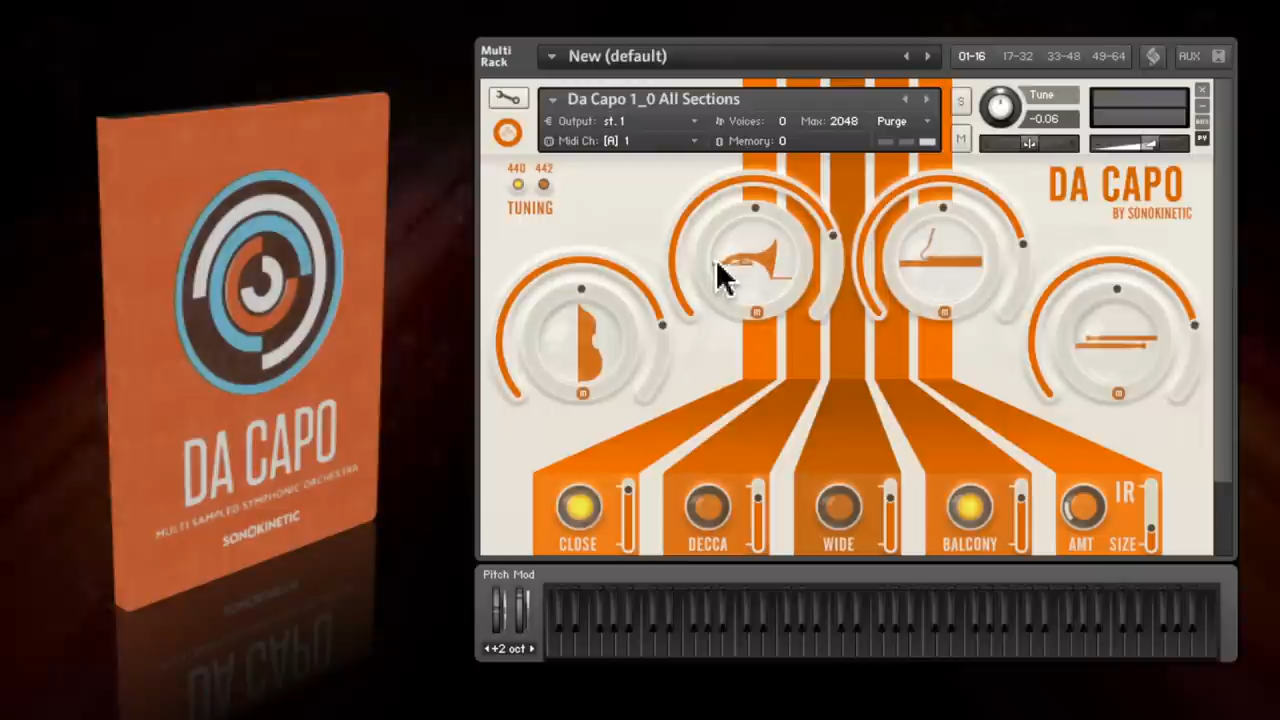 DA CAPO
MULTI SAMPLED SYMPHONIC ORCHESTRA
SONOKINETIC
Multi
Rack
New (default)
01-16 17-32 33-48 49-64
AUX
Da Capo 1_0 All Sections
Output: st. 1
Voices: 0 Max: 2048
Purge
Midi Ch: [A] 1
Memory: 0
S
M
Tune
-0.06
AUX
PV
440 442
TUNING
DA CAPO
BY SONOKINETIC
m
m
m
m
CLOSE
DECCA
WIDE
BALCONY
IR
AMT SIZE
Pitch Mod
+2 oct